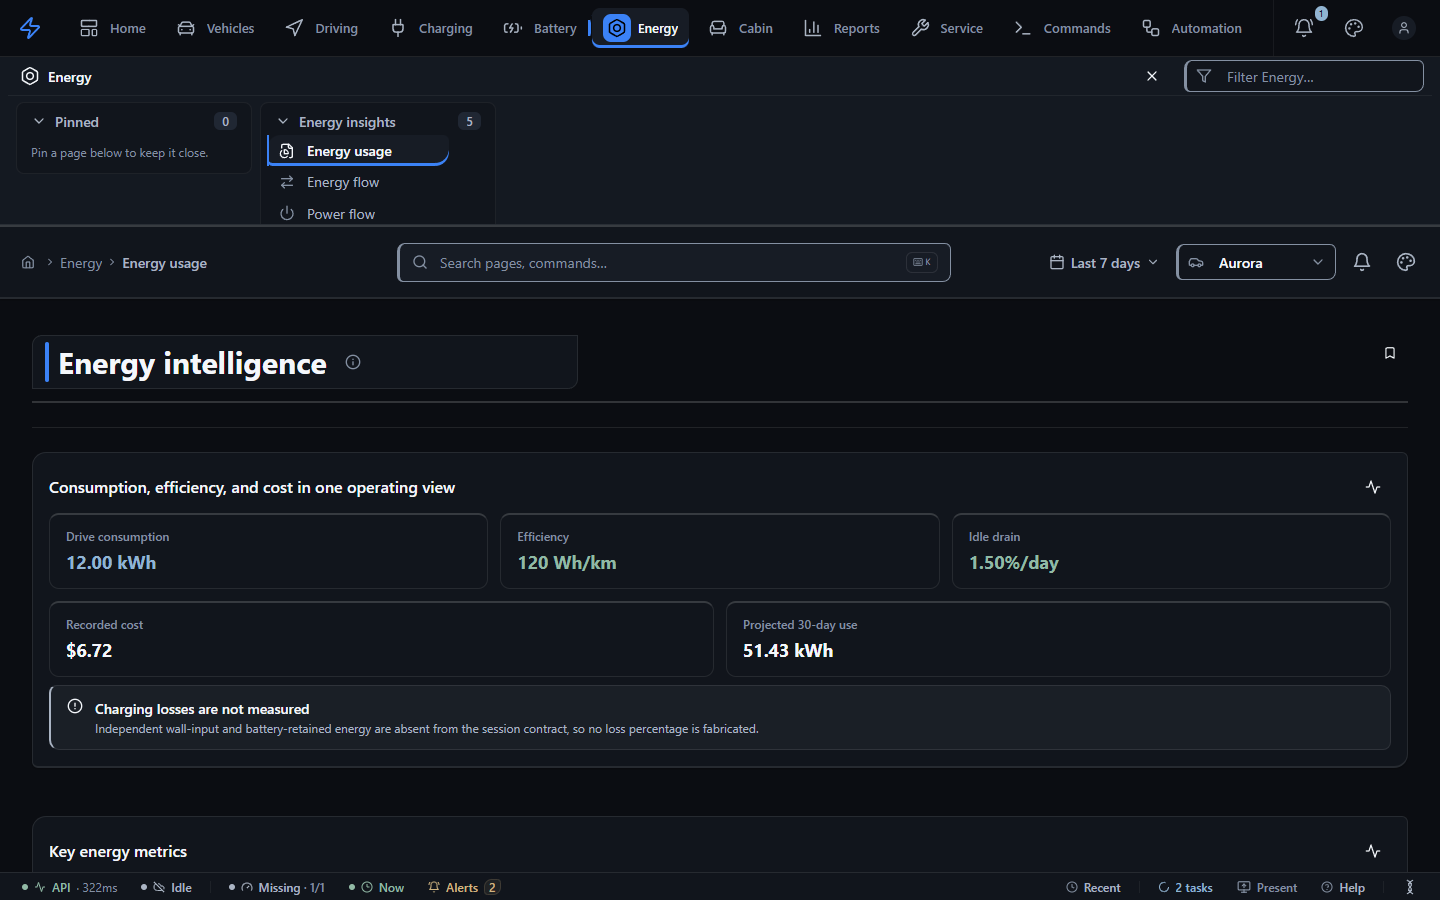 Home
Vehicles
Driving
Charging
Battery
Energy
Cabin
Reports
Service
Commands
Automation
1
Energy
Filter Energy...
Pinned
0
Pin a page below to keep it close.
Energy insights
5
Energy usage
Energy flow
Power flow
Energy
Energy usage
Search pages, commands...
K
Last 7 days
Aurora
Energy intelligence
Consumption, efficiency, and cost in one operating view
Drive consumption
12.00 kWh
Efficiency
120 Wh/km
Idle drain
1.50%/day
Recorded cost
$6.72
Projected 30-day use
51.43 kWh
Charging losses are not measured
Independent wall-input and battery-retained energy are absent from the session contract, so no loss percentage is fabricated.
Key energy metrics
API · 322ms
Idle
Missing · 1/1
Now
Alerts 2
Recent
2 tasks
Present
Help